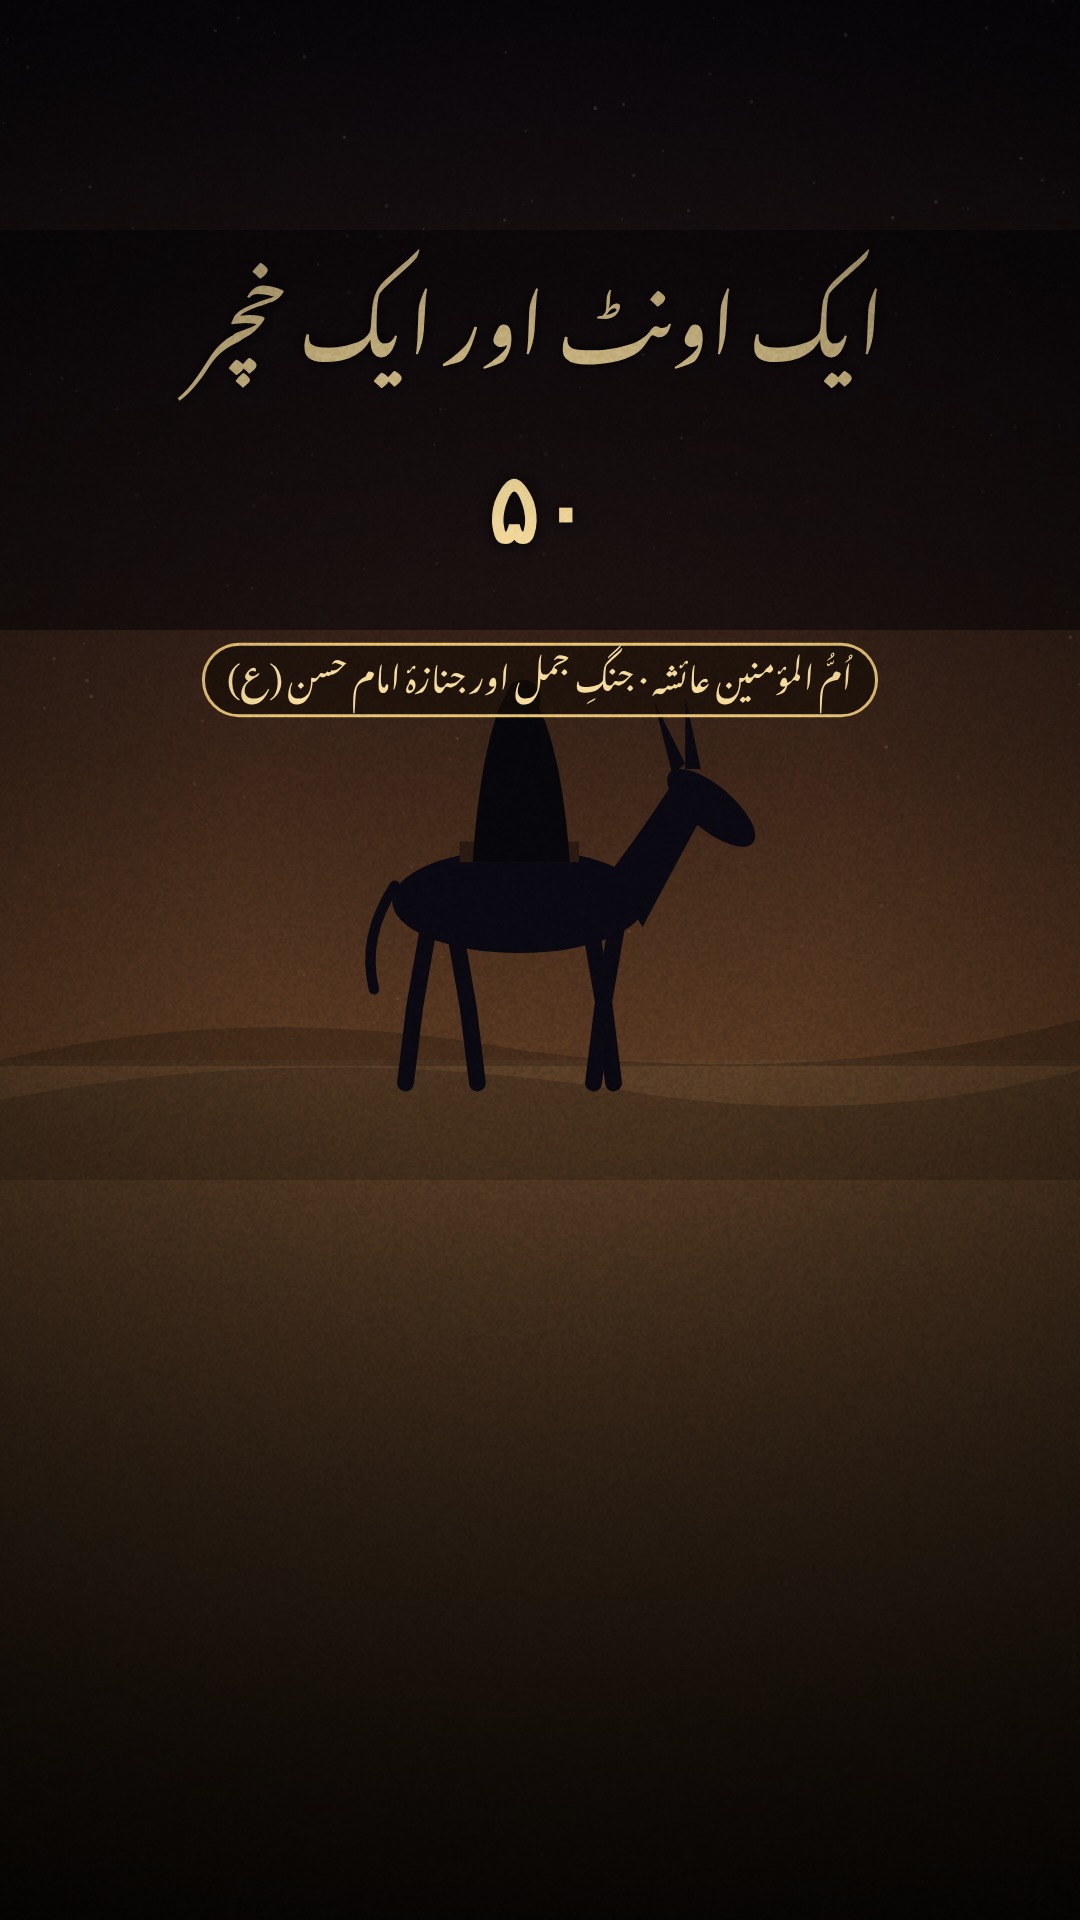 ایک اونٹ اور ایک خچر
۵۰
اُمُّ المؤمنین عائشہ · جنگِ جمل اور جنازۂ امام حسن (ع)